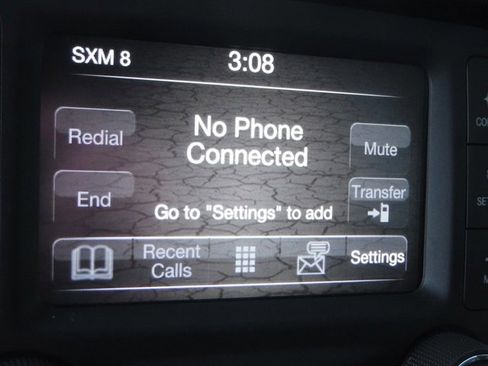 SXM 8
3:08
Redial
No Phone
Connected
Mute
End
Go to "Settings" to add
Transfer
Recent
Calls
Settings